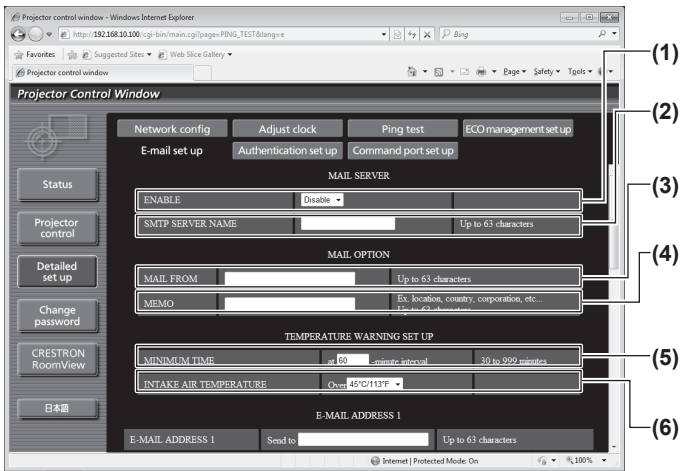 Projector control window - Windows Internet Explorer
http://192.168.10.100/cgi-bin/main.cgi?page=PING_TEST&lang=e
Bing
Favorites
Suggested Sites
Web Slice Gallery
Projector control window
Page
Safety
Tools
Projector Control Window
Network config
Adjust clock
Ping test
ECO management set up
E-mail set up
Authentication set up
Command port set up
Status
Projector control
Detailed set up
Change password
CRESTRON RoomView
日本語
MAIL SERVER
ENABLE Disable
SMTP SERVER NAME Up to 63 characters
MAIL OPTION
MAIL FROM Up to 63 characters
MEMO Ex. location, country, corporation, etc...
Up to 63 characters
TEMPERATURE WARNING SET UP
MINIMUM TIME at 60 -minute interval 30 to 999 minutes
INTAKE AIR TEMPERATURE Over 45°C/113°F
E-MAIL ADDRESS 1
E-MAIL ADDRESS 1 Send to Up to 63 characters
Internet | Protected Mode: On
100%
(1)
(2)
(3)
(4)
(5)
(6)